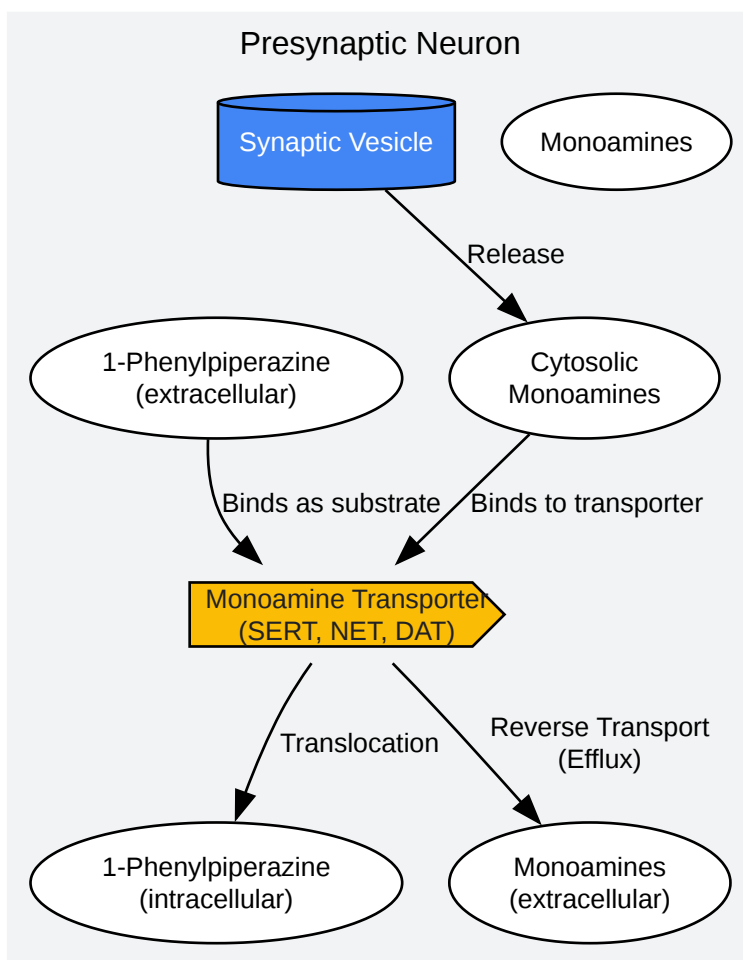 Presynaptic Neuron
Synaptic Vesicle
Monoamines
Release
1-Phenylpiperazine
(extracellular)
Cytosolic
Monoamines
Binds as substrate
Binds to transporter
Monoamine Transporter
(SERT, NET, DAT)
Translocation
Reverse Transport
(Efflux)
1-Phenylpiperazine
(intracellular)
Monoamines
(extracellular)